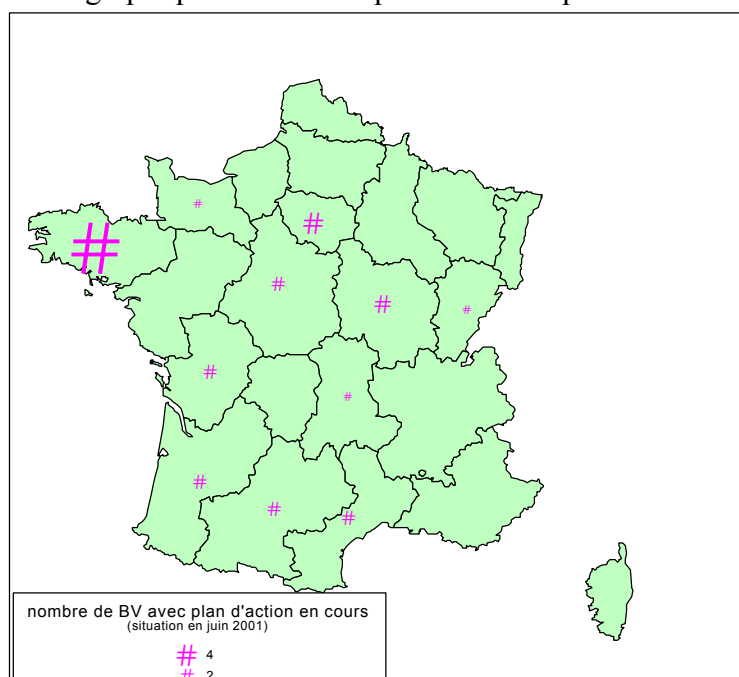 nombre de BV avec plan d'action en cours
(situation en juin 2001)
# 4
# 2